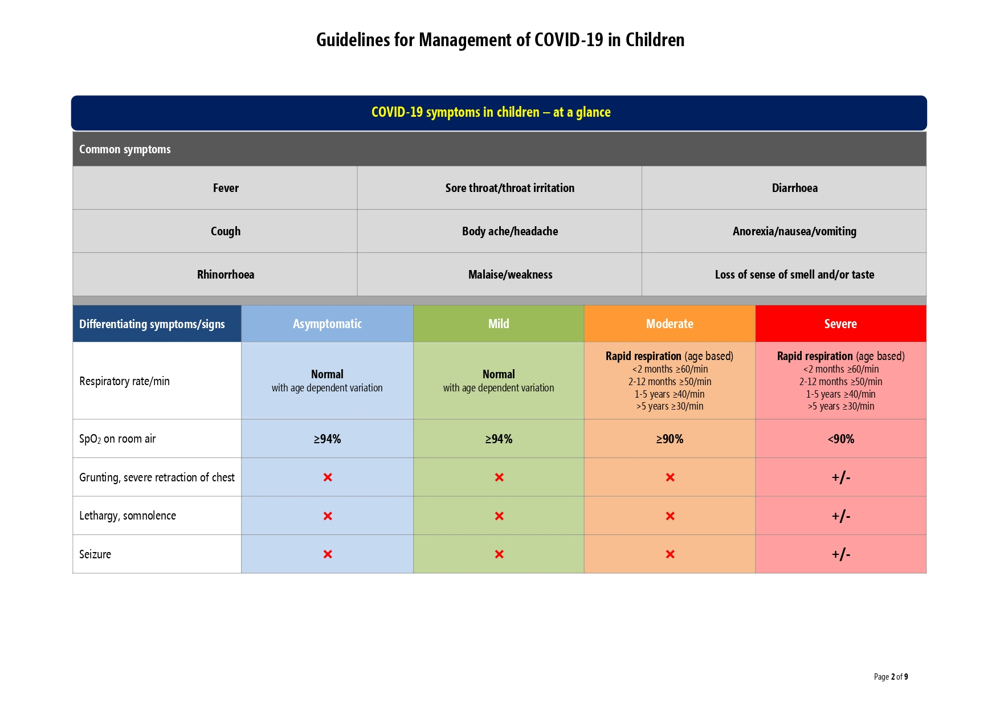 Guidelines for Management of COVID-19 in Children
COVID-19 symptoms in children – at a glance
Common symptoms
Fever
Sore throat/throat irritation
Diarrhoea
Cough
Body ache/headache
Anorexia/nausea/vomiting
Rhinorrhoea
Malaise/weakness
Loss of sense of smell and/or taste
Differentiating symptoms/signs
Asymptomatic
Mild
Moderate
Severe
Respiratory rate/min
Normal
with age dependent variation
Normal
with age dependent variation
Rapid respiration (age based)
<2 months ≥60/min
2-12 months ≥50/min
1-5 years ≥40/min
>5 years ≥30/min
Rapid respiration (age based)
<2 months ≥60/min
2-12 months ≥50/min
1-5 years ≥40/min
>5 years ≥30/min
SpO₂ on room air
≥94%
≥94%
≥90%
<90%
Grunting, severe retraction of chest
×
×
×
+/-
Lethargy, somnolence
×
×
×
+/-
Seizure
×
×
×
+/-
Page 2 of 9